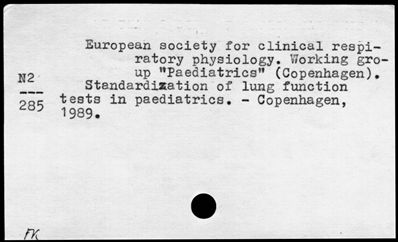 European society for clinical respi-
ratory physiology. Working gro-
up "Paediatrics" (Copenhagen).
N2
---
285
Standardization of lung function
tests in paediatrics. - Copenhagen,
1989.
FK